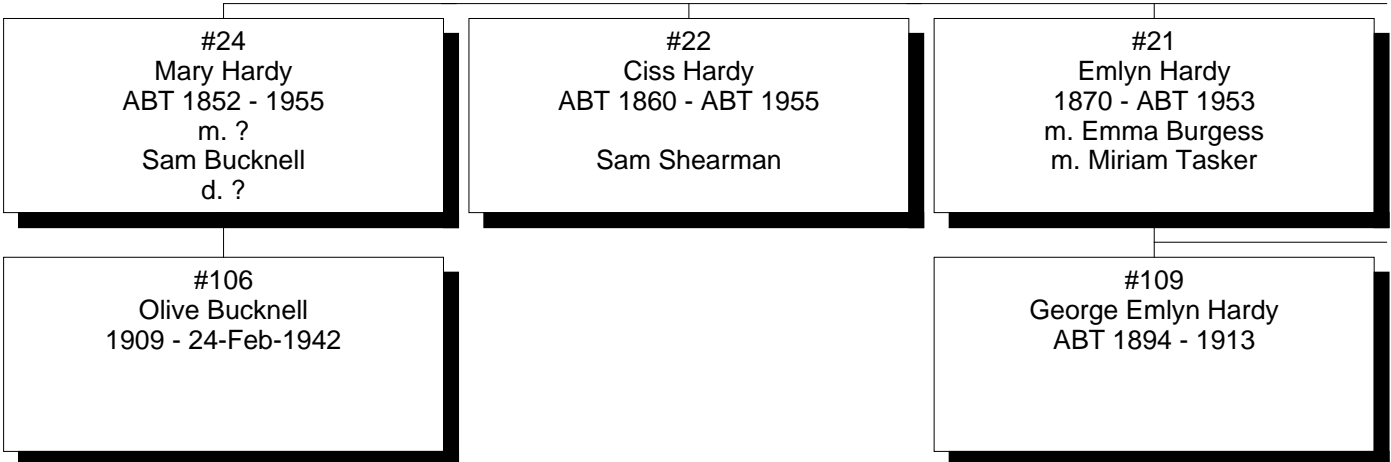 #24
Mary Hardy
ABT 1852 - 1955
m. ?
Sam Bucknell
d. ?
#22
Ciss Hardy
ABT 1860 - ABT 1955
Sam Shearman
#21
Emlyn Hardy
1870 - ABT 1953
m. Emma Burgess
m. Miriam Tasker
#106
Olive Bucknell
1909 - 24-Feb-1942
#109
George Emlyn Hardy
ABT 1894 - 1913